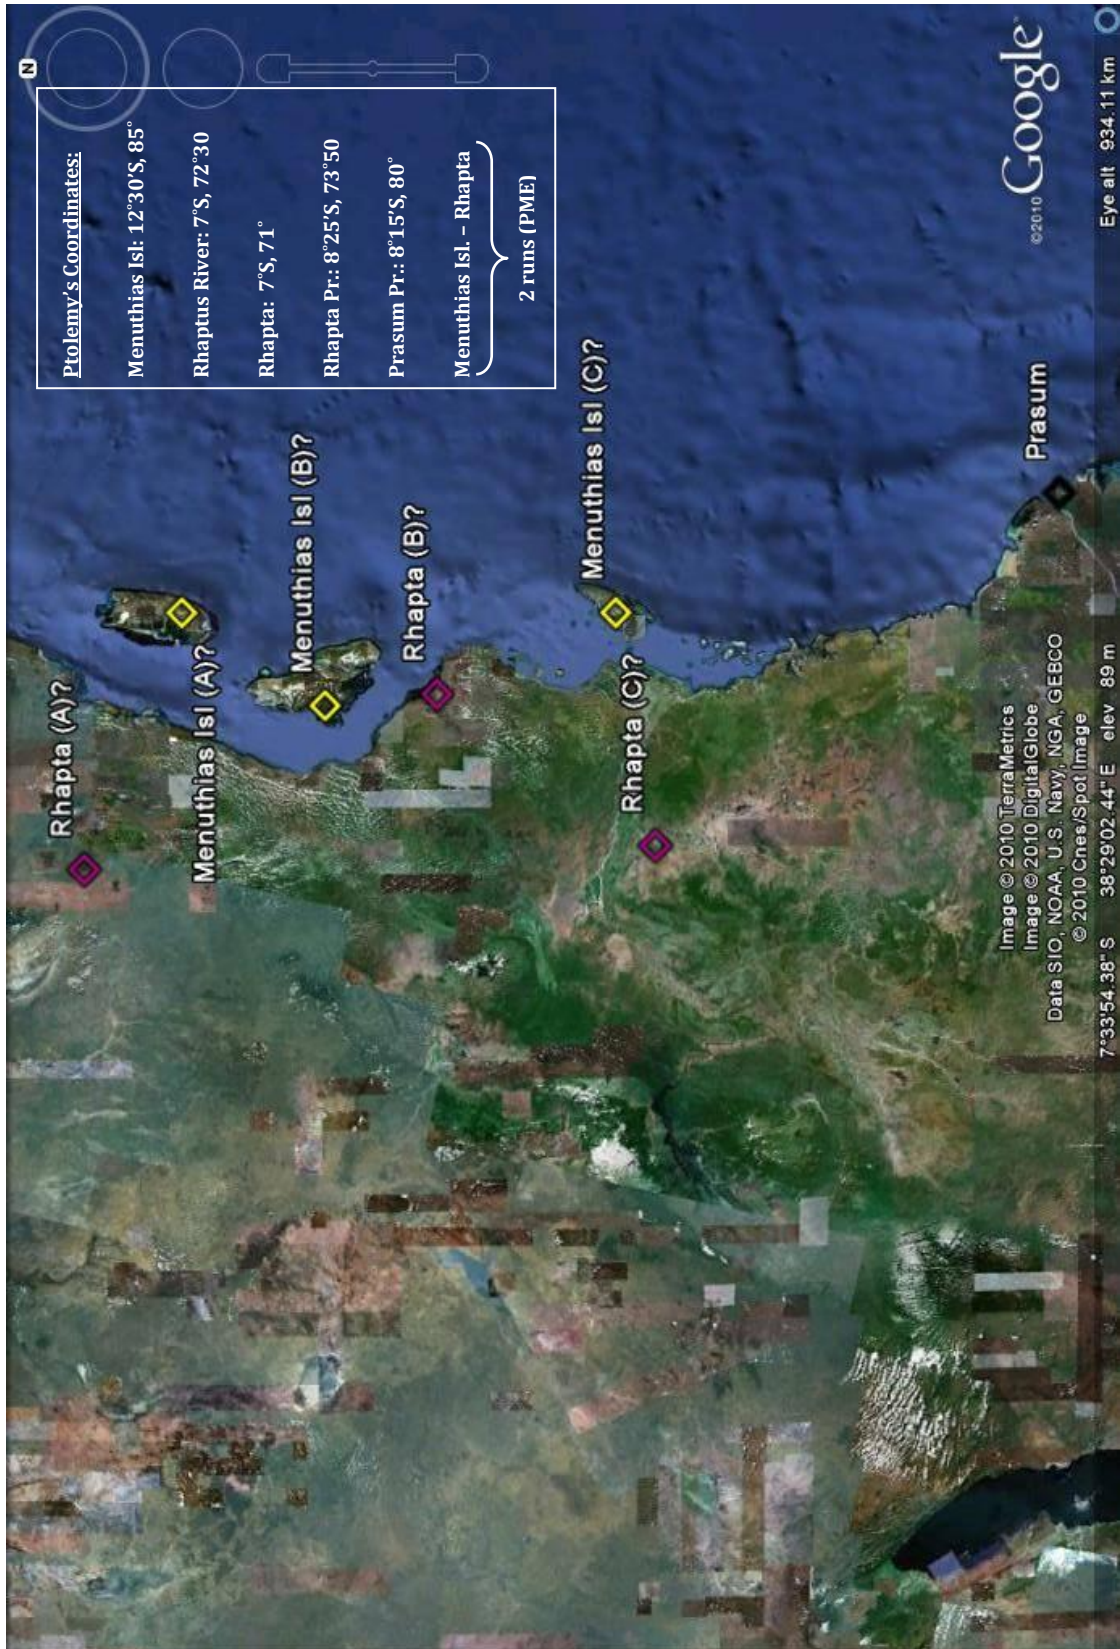 N
Ptolemy's Coordinates:
Menuthias Isl: 12°30'S, 85°
Rhaptus River: 7°S, 72°30
Rhapta: 7°S, 71°
Rhapta Pr.: 8°25'S, 73°50
Prasum Pr.: 8°15'S, 80°
Menuthias Isl. – Rhapta
2 runs (PME)
Rhapta (A)?
Menuthias Isl (A)?
Menuthias Isl (B)?
Rhapta (B)?
Menuthias Isl (C)?
Rhapta (C)?
Prasum
Image © 2010 TerraMetrics
Image © 2010 DigitalGlobe
Data SIO, NOAA, U.S. Navy, NGA, GEBCO
© 2010 Cnes/Spot Image
©2010 Google
7°33'54.38" S 38°29'02.44" E elev 89 m Eye alt 934.11 km